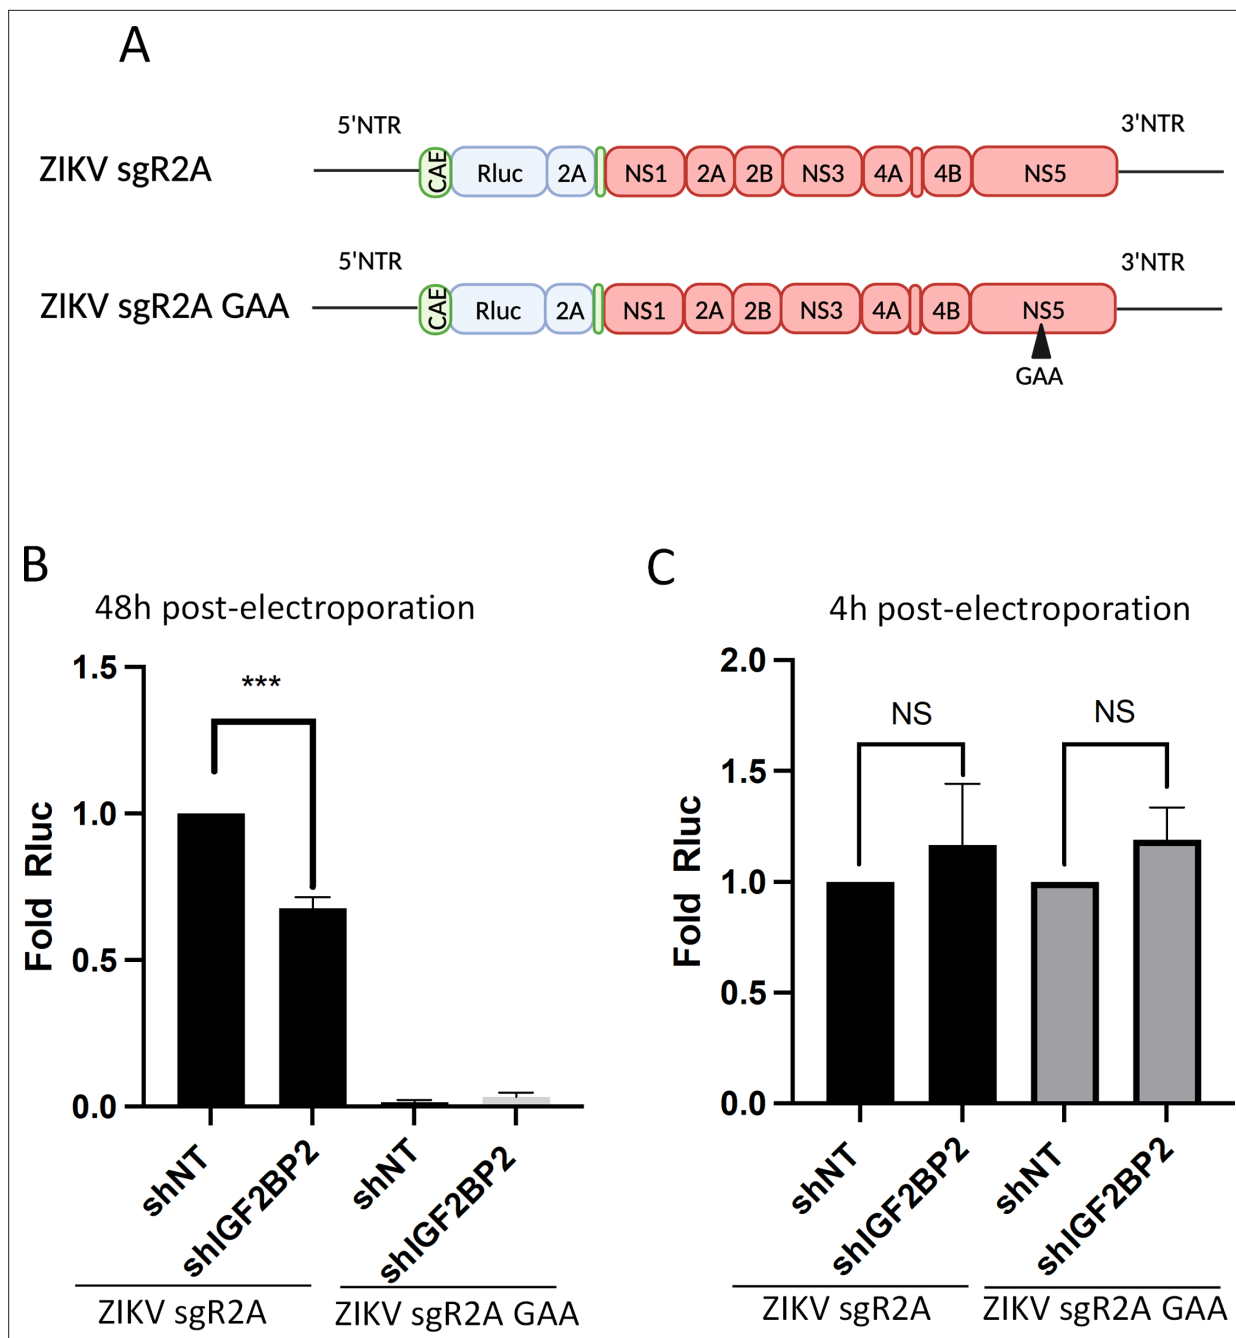 A
5'NTR 3'NTR
ZIKV sgR2A CAE Rluc 2A NS1 2A 2B NS3 4A 4B NS5
5'NTR 3'NTR
ZIKV sgR2A GAA CAE Rluc 2A NS1 2A 2B NS3 4A 4B NS5
GAA
B
48h post-electroporation
1.5
***
1.0
0.5
0.0
Fold Rluc
shNT shIGF2BP2 shNT shIGF2BP2
ZIKV sgR2A ZIKV sgR2A GAA
C
4h post-electroporation
2.0
NS NS
1.5
1.0
0.5
0.0
Fold Rluc
shNT shIGF2BP2 shNT shIGF2BP2
ZIKV sgR2A ZIKV sgR2A GAA